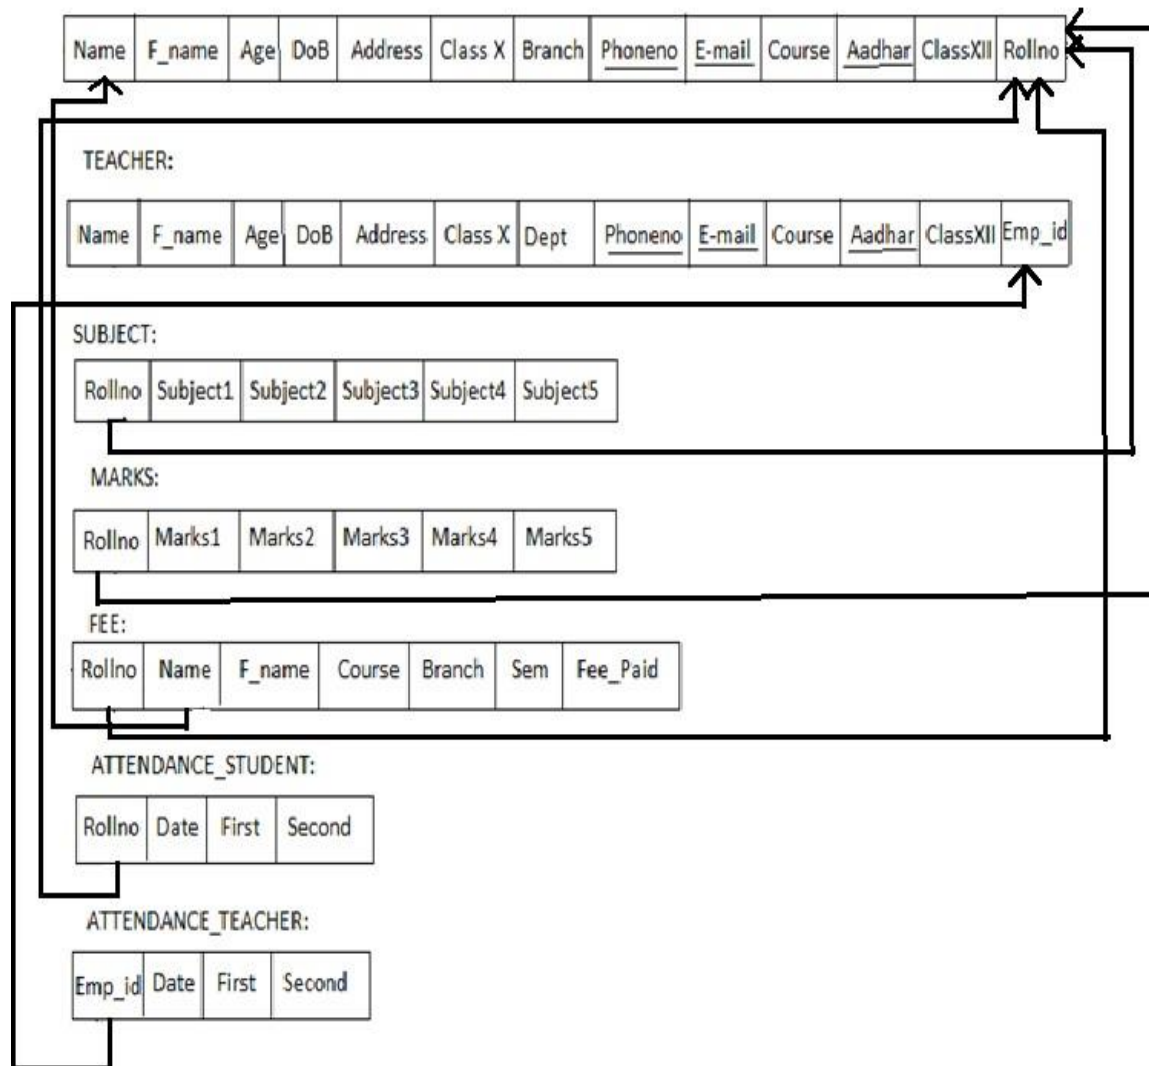 Name F_name Age DoB Address Class X Branch Phoneno E-mail Course Aadhar ClassXII Rollno
TEACHER:
Name F_name Age DoB Address Class X Dept Phoneno E-mail Course Aadhar ClassXII Emp_id
SUBJECT:
Rollno Subject1 Subject2 Subject3 Subject4 Subject5
MARKS:
Rollno Marks1 Marks2 Marks3 Marks4 Marks5
FEE:
Rollno Name F_name Course Branch Sem Fee_Paid
ATTENDANCE_STUDENT:
Rollno Date First Second
ATTENDANCE_TEACHER:
Emp_id Date First Second